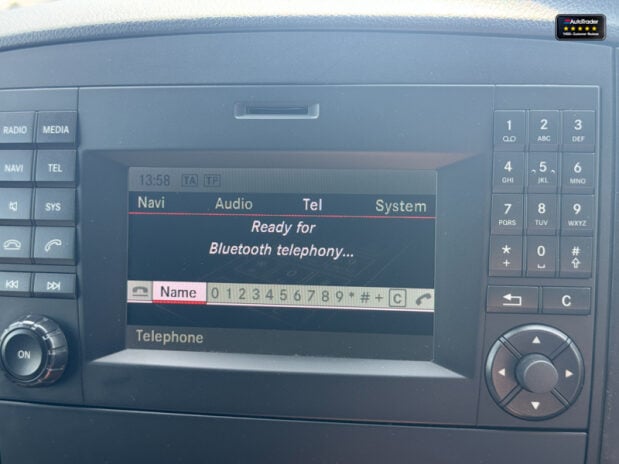 AutoTrader
RADIO MEDIA
NAVI TEL
SYS
ON
13:58 TA TP
Navi Audio Tel System
Ready for
Bluetooth telephony...
Name 0 1 2 3 4 5 6 7 8 9 * # + C
Telephone
1 2 ABC 3 DEF
4 GHI 5 JKL 6 MNO
7 PQRS 8 TUV 9 WXYZ
* + 0 #
C